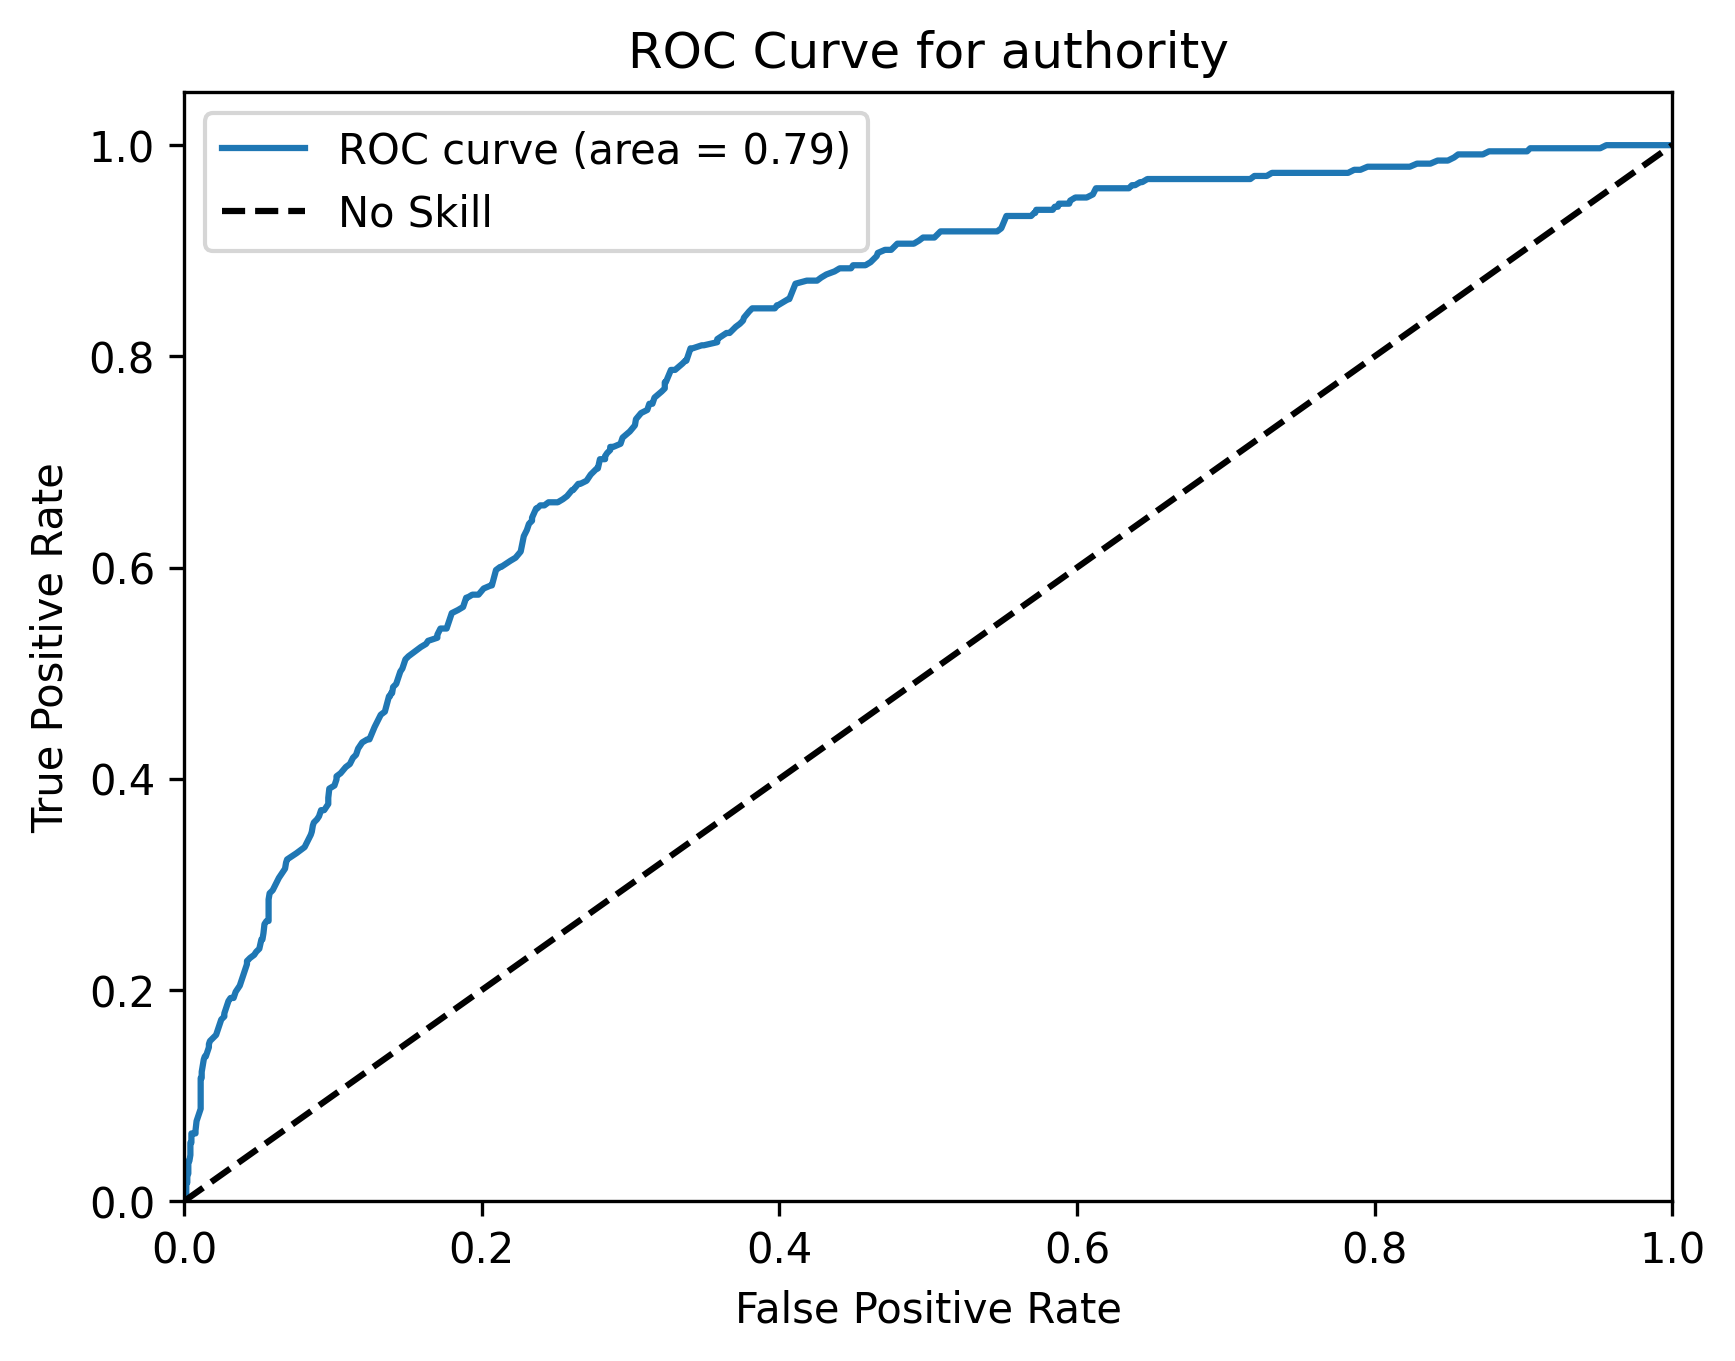 ROC Curve for authority
ROC curve (area = 0.79)
No Skill
True Positive Rate
1.0
0.8
0.6
0.4
0.2
0.0
0.0 0.2 0.4 0.6 0.8 1.0
False Positive Rate